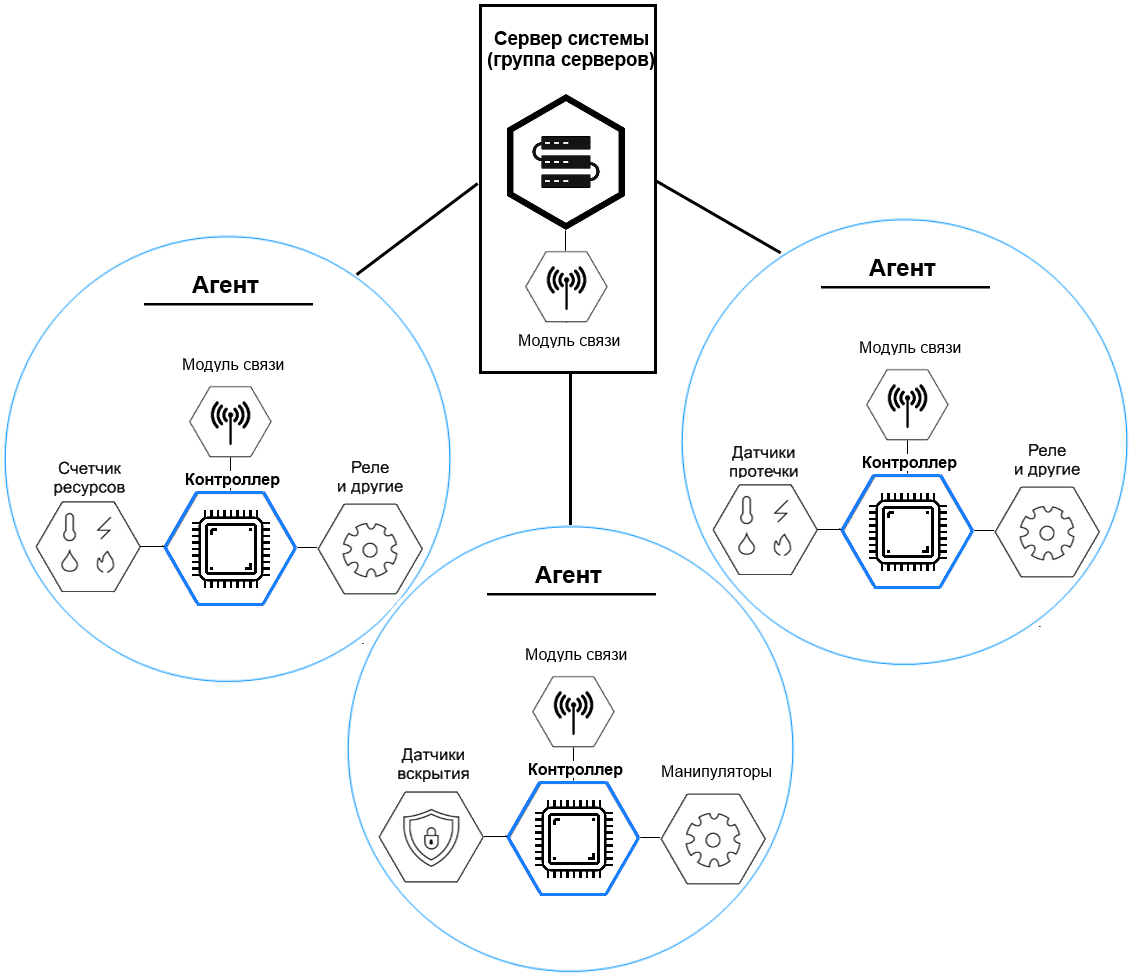 Сервер системы
(группа серверов)
Модуль связи
Агент
Модуль связи
Счетчик
ресурсов
Контроллер
Реле
и другие
Агент
Модуль связи
Датчики
протечки
Контроллер
Реле
и другие
Агент
Модуль связи
Датчики
вскрытия
Контроллер
Манипуляторы